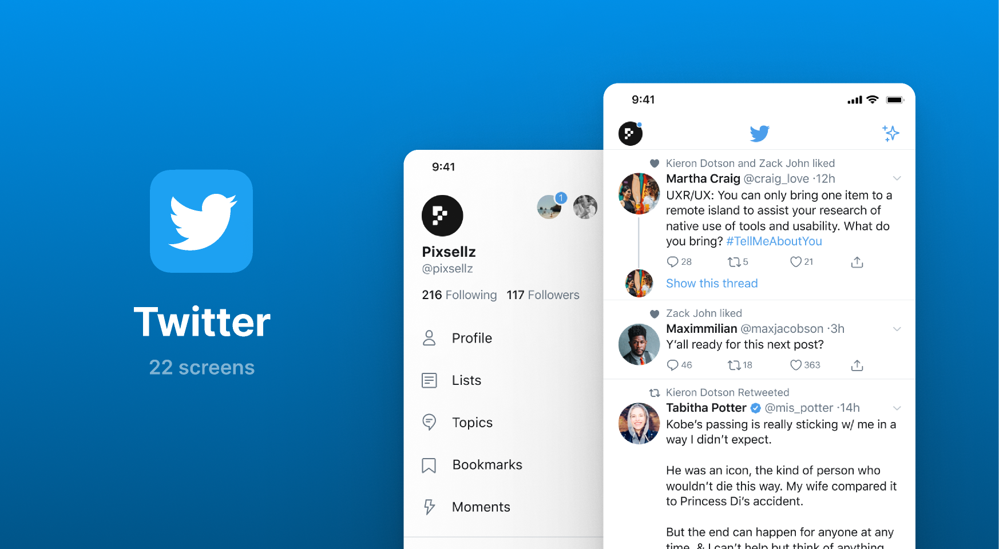 Twitter
22 screens
9:41
1
Pixsellz
@pixsellz
216 Following 117 Followers
Profile
Lists
Topics
Bookmarks
Moments
9:41
Kieron Dotson and Zack John liked
Martha Craig @craig_love ·12h
UXR/UX: You can only bring one item to a
remote island to assist your research of
native use of tools and usability. What do
you bring? #TellMeAboutYou
28 5 21
Show this thread
Zack John liked
Maximmilian @maxjacobson ·3h
Y’all ready for this next post?
46 18 363
Kieron Dotson Retweeted
Tabitha Potter @mis_potter ·14h
Kobe’s passing is really sticking w/ me in a
way I didn’t expect.
He was an icon, the kind of person who
wouldn’t die this way. My wife compared it
to Princess Di’s accident.
But the end can happen for anyone at any
time, & I can’t help but think of anything